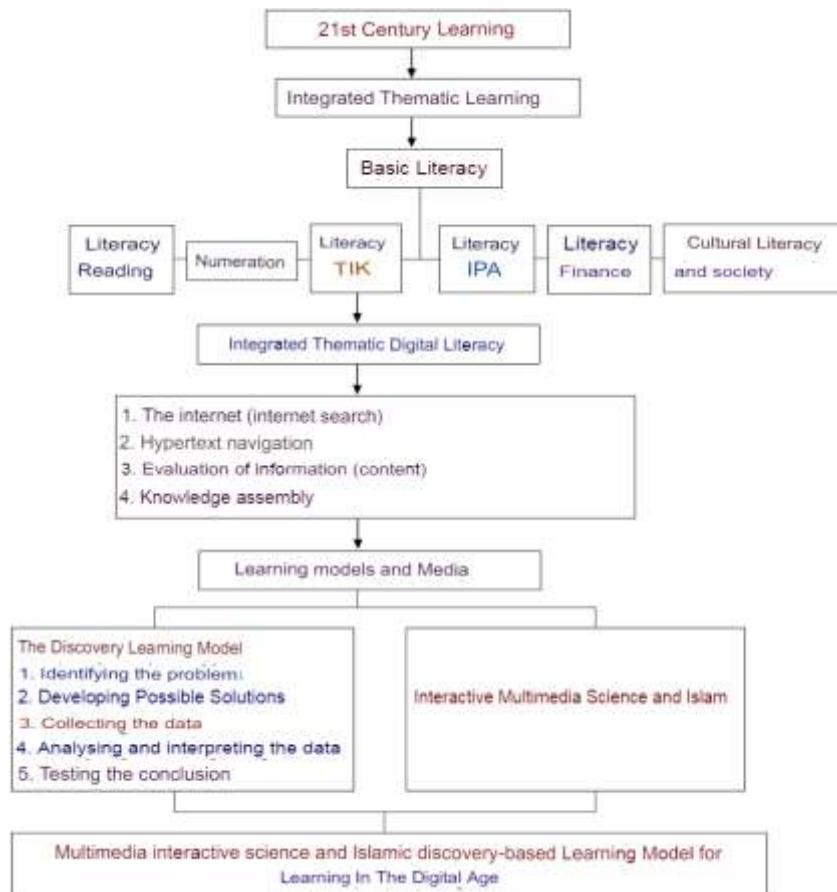 21st Century Learning
Integrated Thematic Learning
Basic Literacy
Literacy
Reading
Numeration
Literacy
TIK
Literacy
IPA
Literacy
Finance
Cultural Literacy
and society
Integrated Thematic Digital Literacy
1. The internet (internet search)
2. Hypertext navigation
3. Evaluation of information (content)
4. Knowledge assembly
Learning models and Media
The Discovery Learning Model
1. Identifying the problem:
2. Developing Possible Solutions
3. Collecting the data
4. Analysing and interpreting the data
5. Testing the conclusion
Interactive Multimedia Science and Islam
Multimedia interactive science and Islamic discovery-based Learning Model for
Learning In The Digital Age